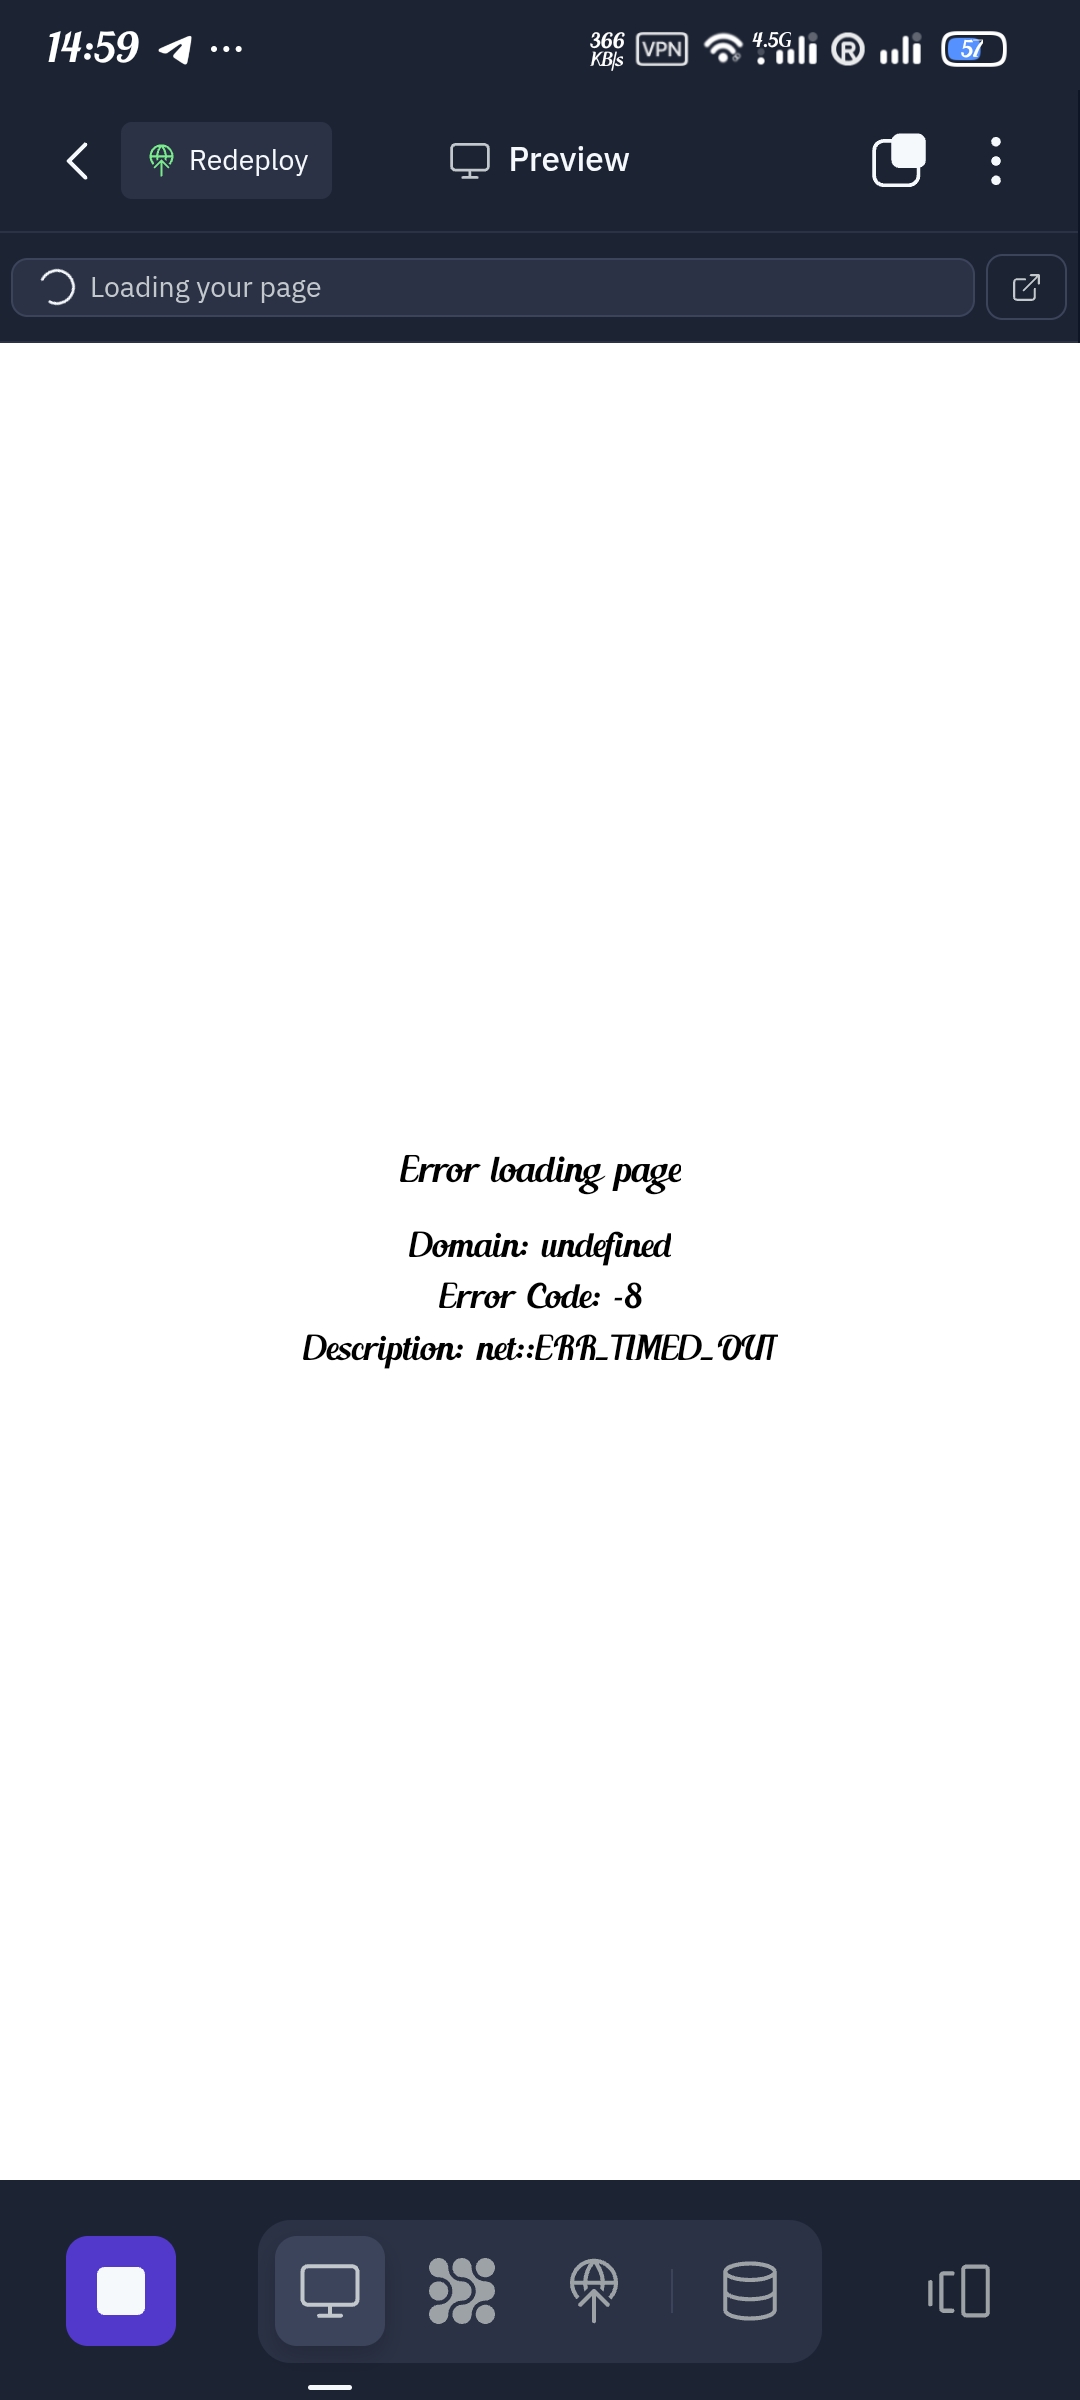 14:59
366
KB/s
VPN
4.5G
R
57
Redeploy
Preview
Loading your page
Error loading page
Domain: undefined
Error Code: -8
Description: net::ERR_TIMED_OUT